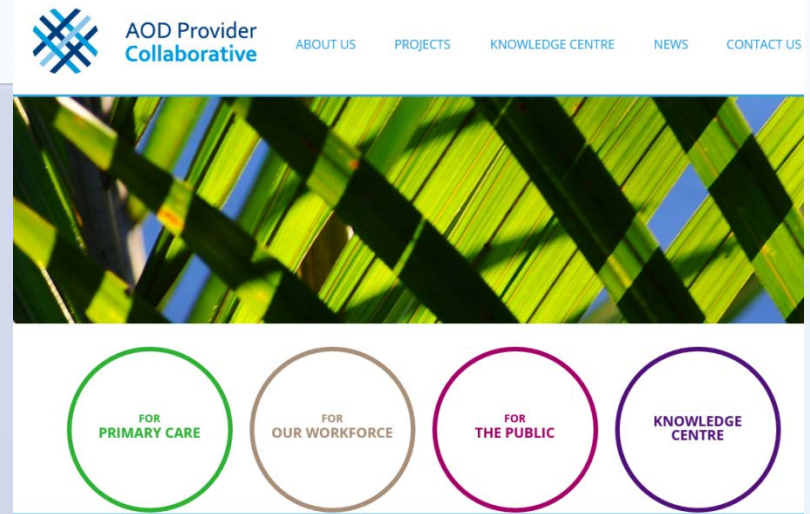 AOD Provider
Collaborative
ABOUT US PROJECTS KNOWLEDGE CENTRE NEWS CONTACT US
FOR
PRIMARY CARE
FOR
OUR WORKFORCE
FOR
THE PUBLIC
KNOWLEDGE
CENTRE